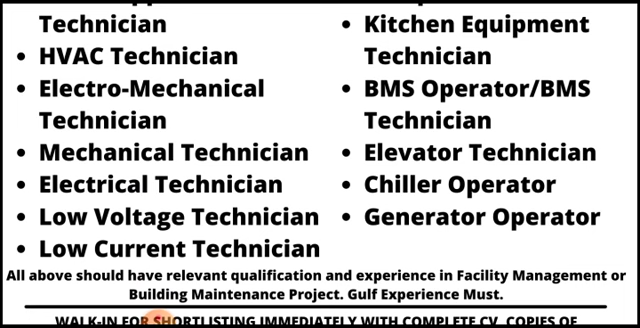 Technician
• HVAC Technician
• Electro-Mechanical
Technician
• Mechanical Technician
• Electrical Technician
• Low Voltage Technician
• Low Current Technician
• Kitchen Equipment
Technician
• BMS Operator/BMS
Technician
• Elevator Technician
• Chiller Operator
• Generator Operator
All above should have relevant qualification and experience in Facility Management or
Building Maintenance Project. Gulf Experience Must.
WALK-IN FOR SHORTLISTING IMMEDIATELY WITH COMPLETE CV, COPIES OF